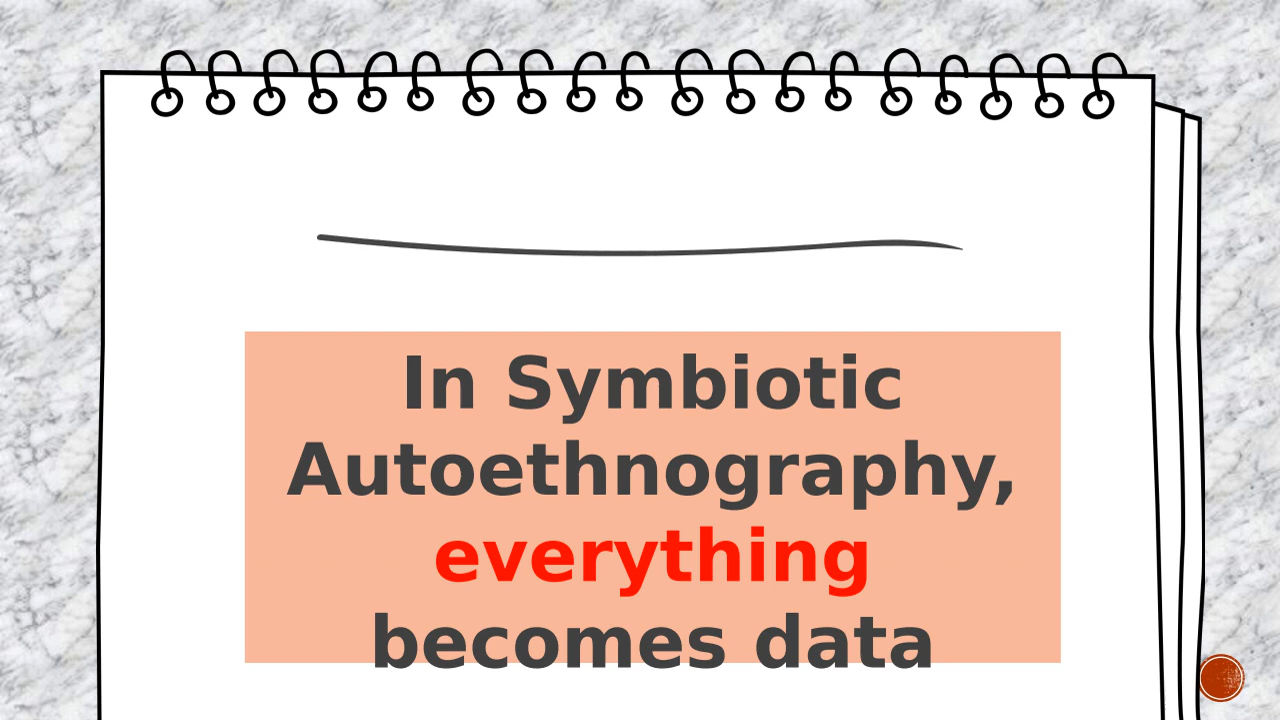 In Symbiotic
Autoethnography,
everything
becomes data